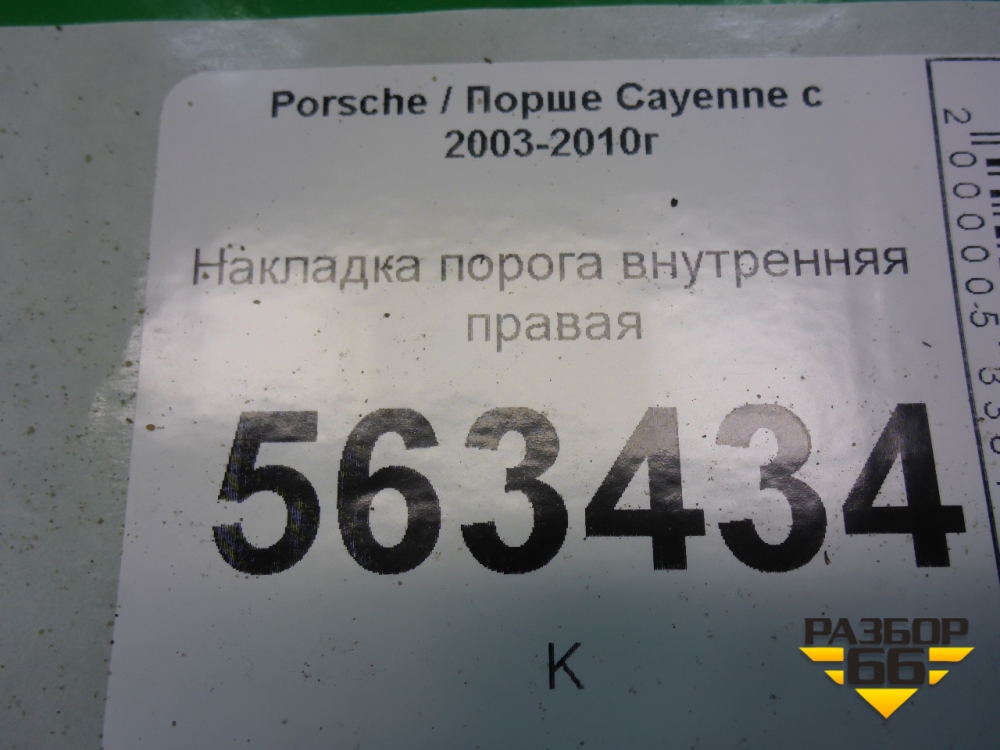 Porsche / Порше Cayenne с
2003-2010г
Накладка порога внутренняя
правая
563434
К
РАЗБОР
66